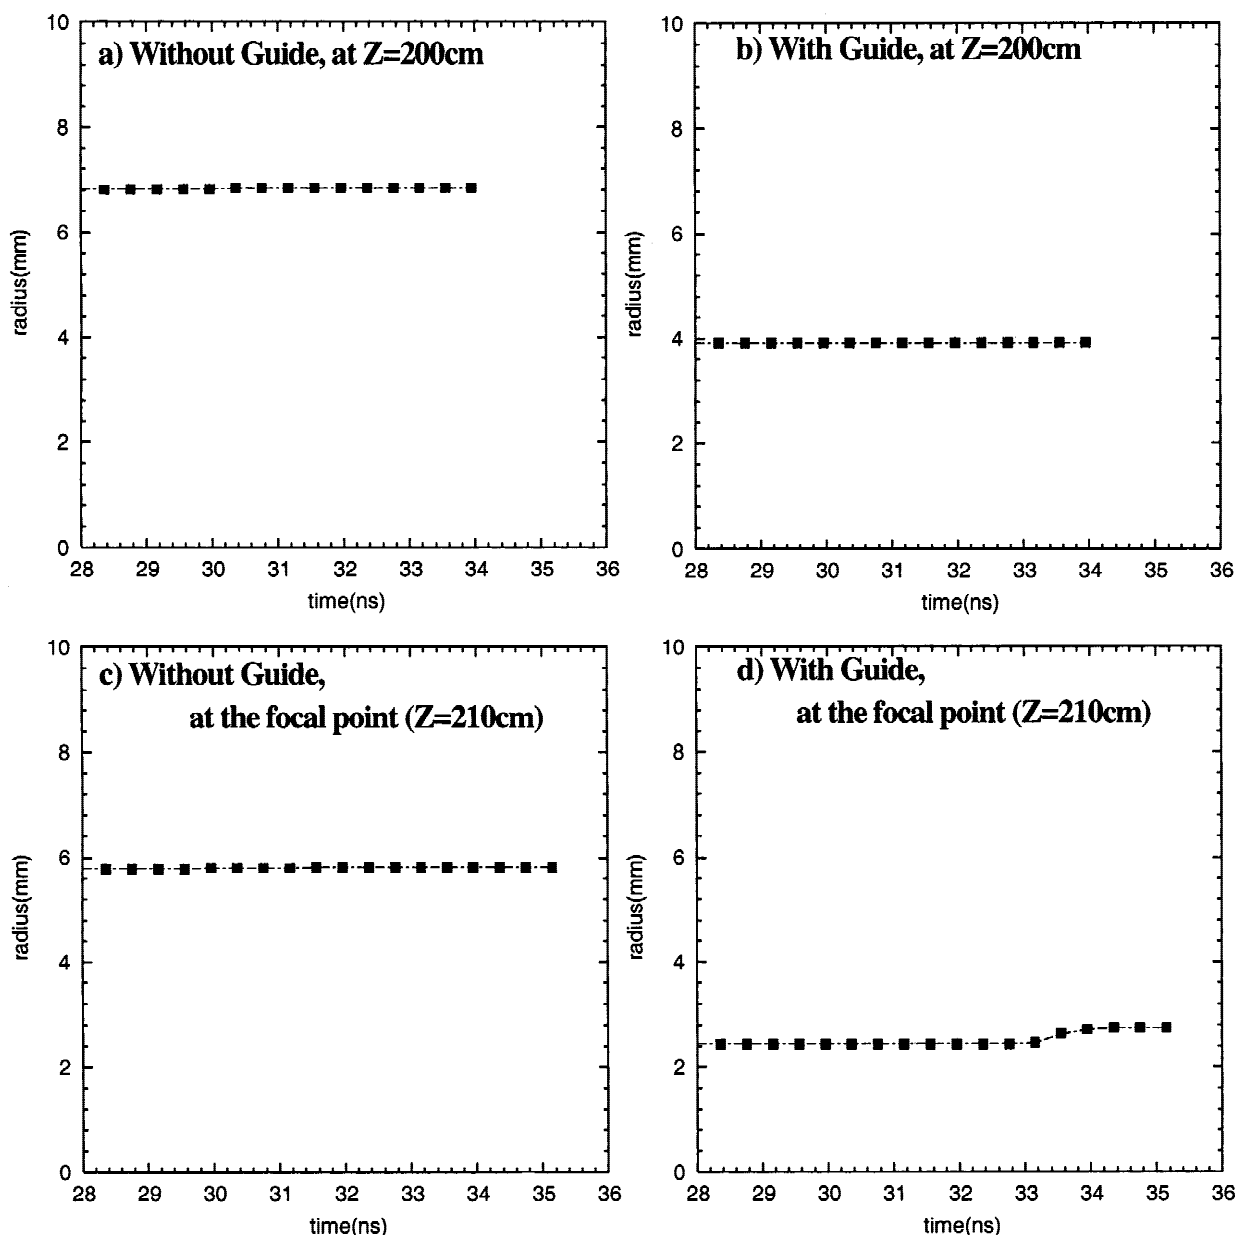 a) Without Guide, at Z=200cm
10
8
6
4
2
0
radius(mm)
28 29 30 31 32 33 34 35 36
time(ns)
b) With Guide, at Z=200cm
10
8
6
4
2
0
radius(mm)
28 29 30 31 32 33 34 35 36
time(ns)
c) Without Guide,
at the focal point (Z=210cm)
10
8
6
4
2
0
radius(mm)
28 29 30 31 32 33 34 35 36
time(ns)
d) With Guide,
at the focal point (Z=210cm)
10
8
6
4
2
0
radius(mm)
28 29 30 31 32 33 34 35 36
time(ns)